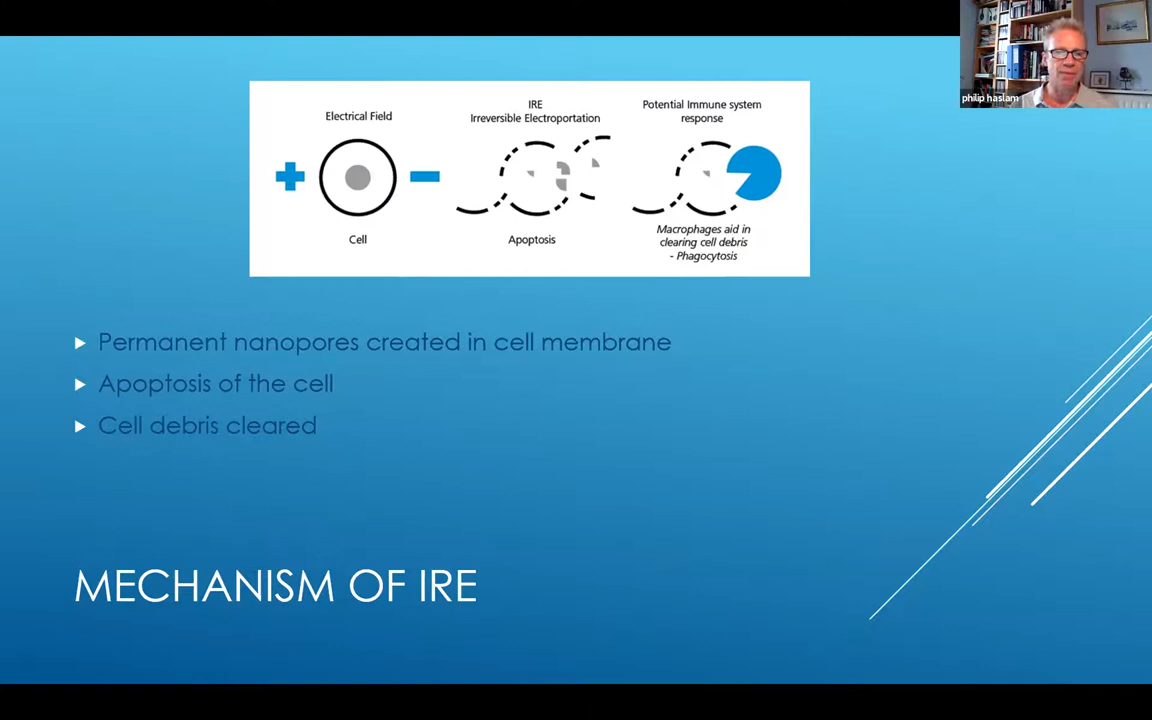 philip haslam
Electrical Field
Cell
IRE
Irreversible Electroportation
Apoptosis
Potential Immune system
response
Macrophages aid in
clearing cell debris
- Phagocytosis
Permanent nanopores created in cell membrane
Apoptosis of the cell
Cell debris cleared
MECHANISM OF IRE